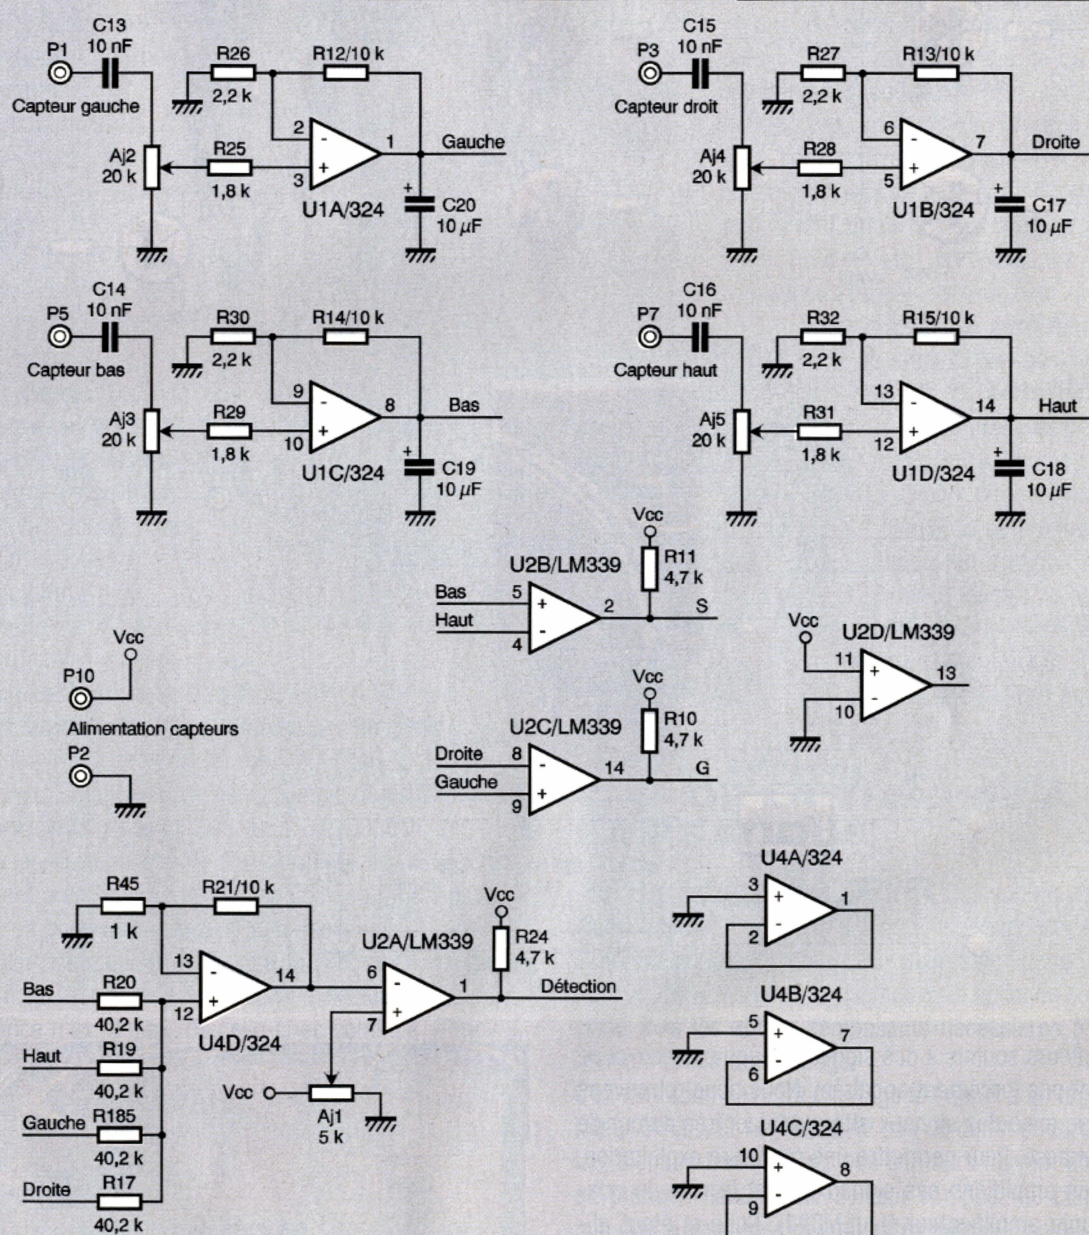 C13
10 nF
P1
Capteur gauche
R26
2,2 k
R12/10 k
Aj2
20 k
R25
1,8 k
2
-
+
3
1
Gauche
U1A/324
+
C20
10 µF
C15
10 nF
P3
Capteur droit
R27
2,2 k
R13/10 k
Aj4
20 k
R28
1,8 k
6
-
+
5
7
Droite
U1B/324
+
C17
10 µF
C14
10 nF
P5
Capteur bas
R30
2,2 k
R14/10 k
Aj3
20 k
R29
1,8 k
9
-
+
10
8
Bas
U1C/324
+
C19
10 µF
C16
10 nF
P7
Capteur haut
R32
2,2 k
R15/10 k
Aj5
20 k
R31
1,8 k
13
-
+
12
14
Haut
U1D/324
+
C18
10 µF
Vcc
R11
4,7 k
U2B/LM339
Bas
5
+
2
S
Haut
-
4
Vcc
P10
Alimentation capteurs
P2
Vcc
R10
4,7 k
U2C/LM339
Droite
8
-
14
G
Gauche
+
9
Vcc
U2D/LM339
11
+
13
-
10
R45
1 k
R21/10 k
13
-
14
+
12
U4D/324
Bas
R20
40,2 k
Haut
R19
40,2 k
Gauche
R185
40,2 k
Droite
R17
40,2 k
U2A/LM339
6
-
1
+
7
Vcc
R24
4,7 k
Détection
Vcc
Aj1
5 k
U4A/324
3
+
1
-
2
U4B/324
5
+
7
-
6
U4C/324
10
+
8
-
9